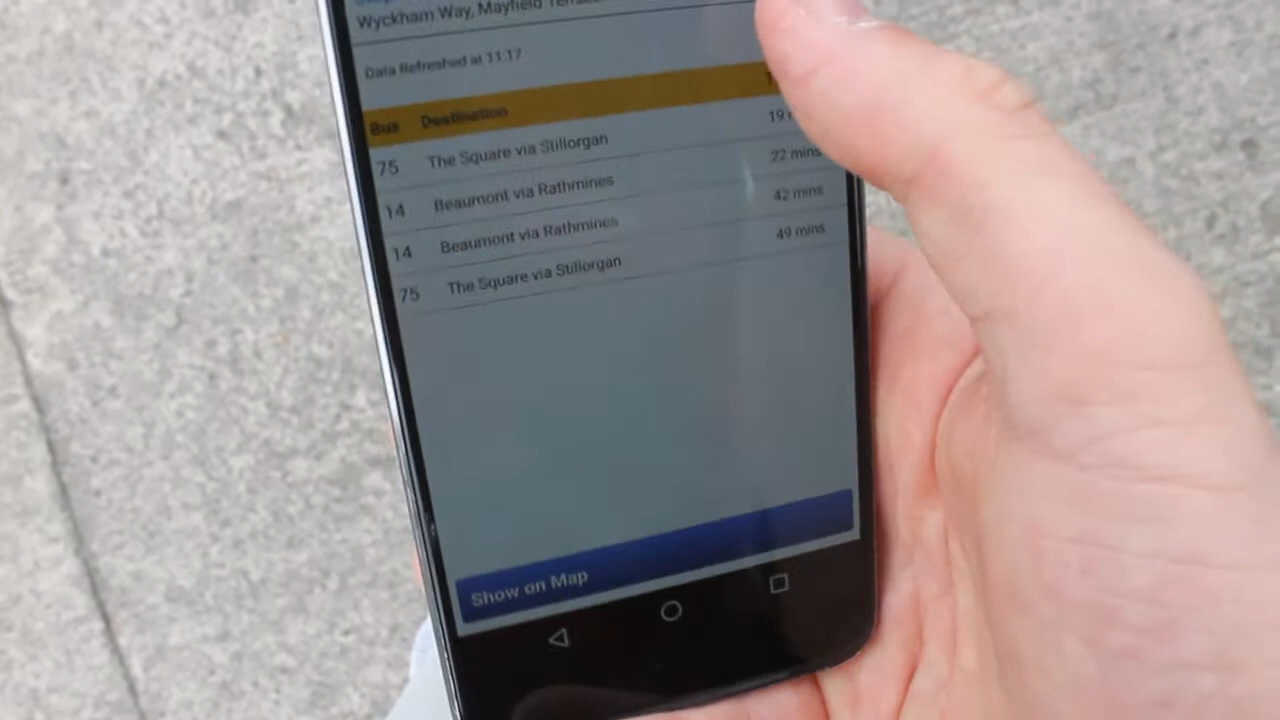 Wyckham Way, Mayfield
Data Refreshed at 11:17
Bus Destination
75 The Square via Stillorgan 19
14 Beaumont via Rathmines 22 mins
14 Beaumont via Rathmines 42 mins
75 The Square via Stillorgan 49 mins
Show on Map